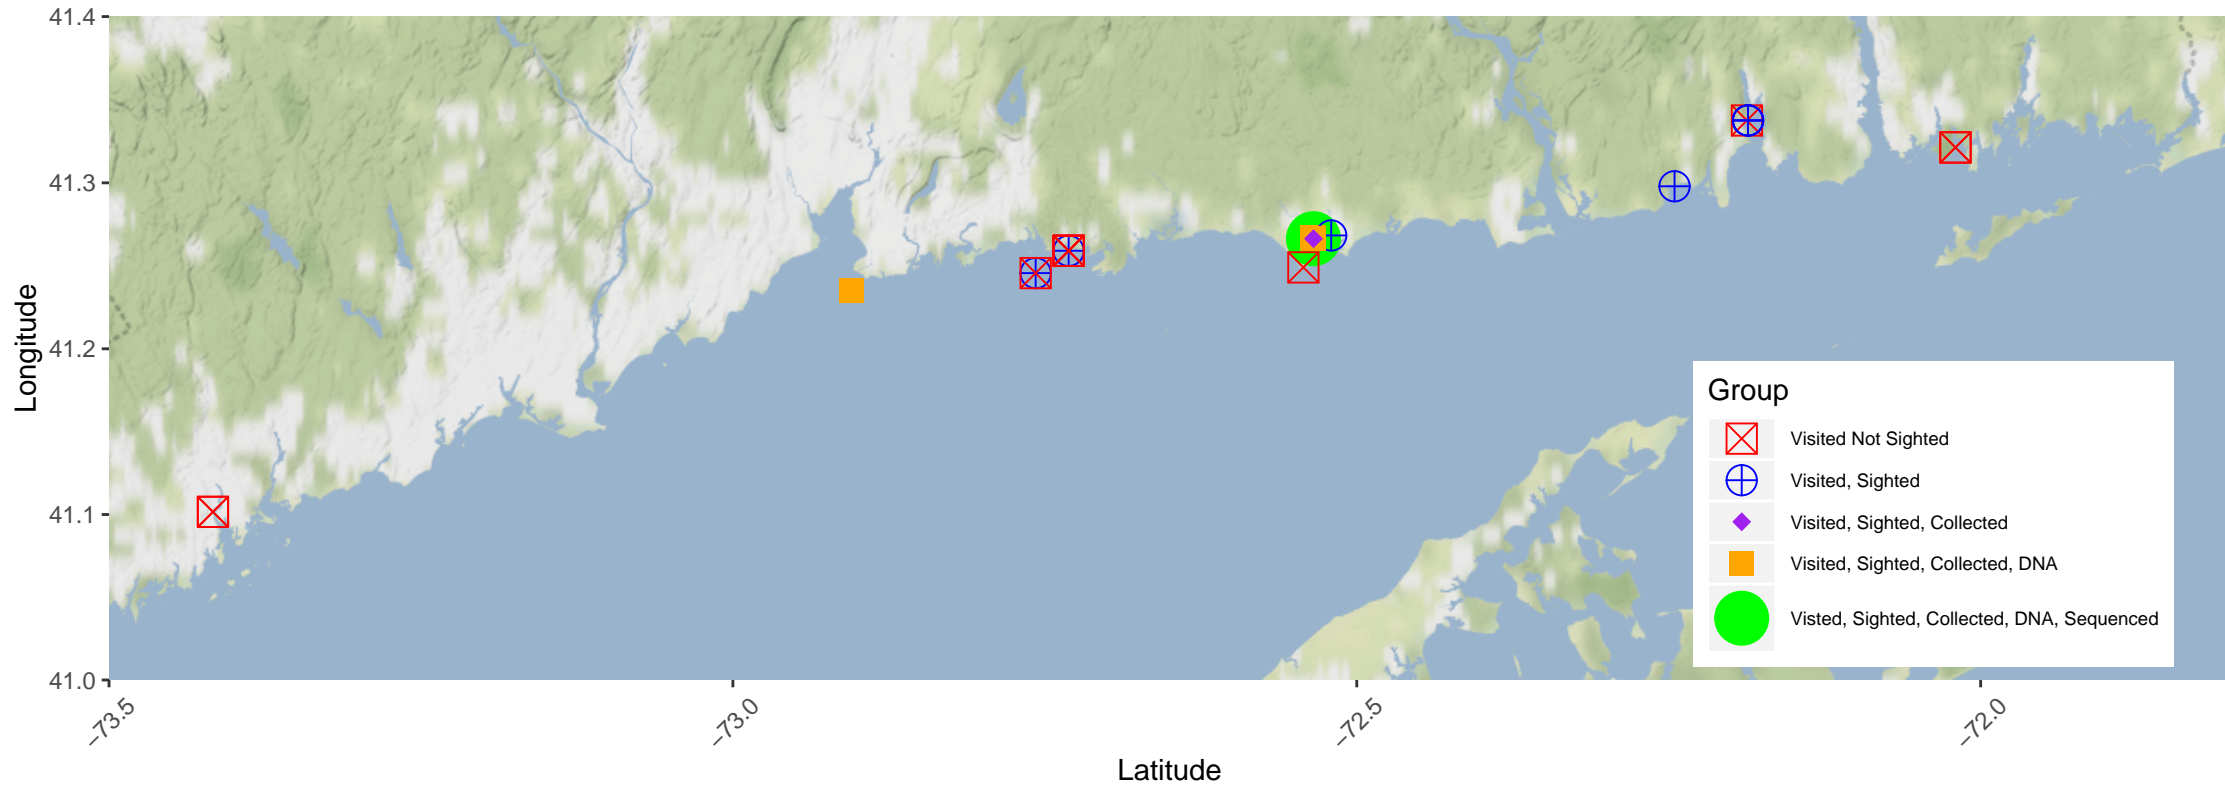 41.4
41.3
41.2
41.1
41.0
Longitude
−73.5
−73.0
−72.5
−72.0
Latitude
Group
Visited Not Sighted
Visited, Sighted
Visited, Sighted, Collected
Visited, Sighted, Collected, DNA
Visted, Sighted, Collected, DNA, Sequenced